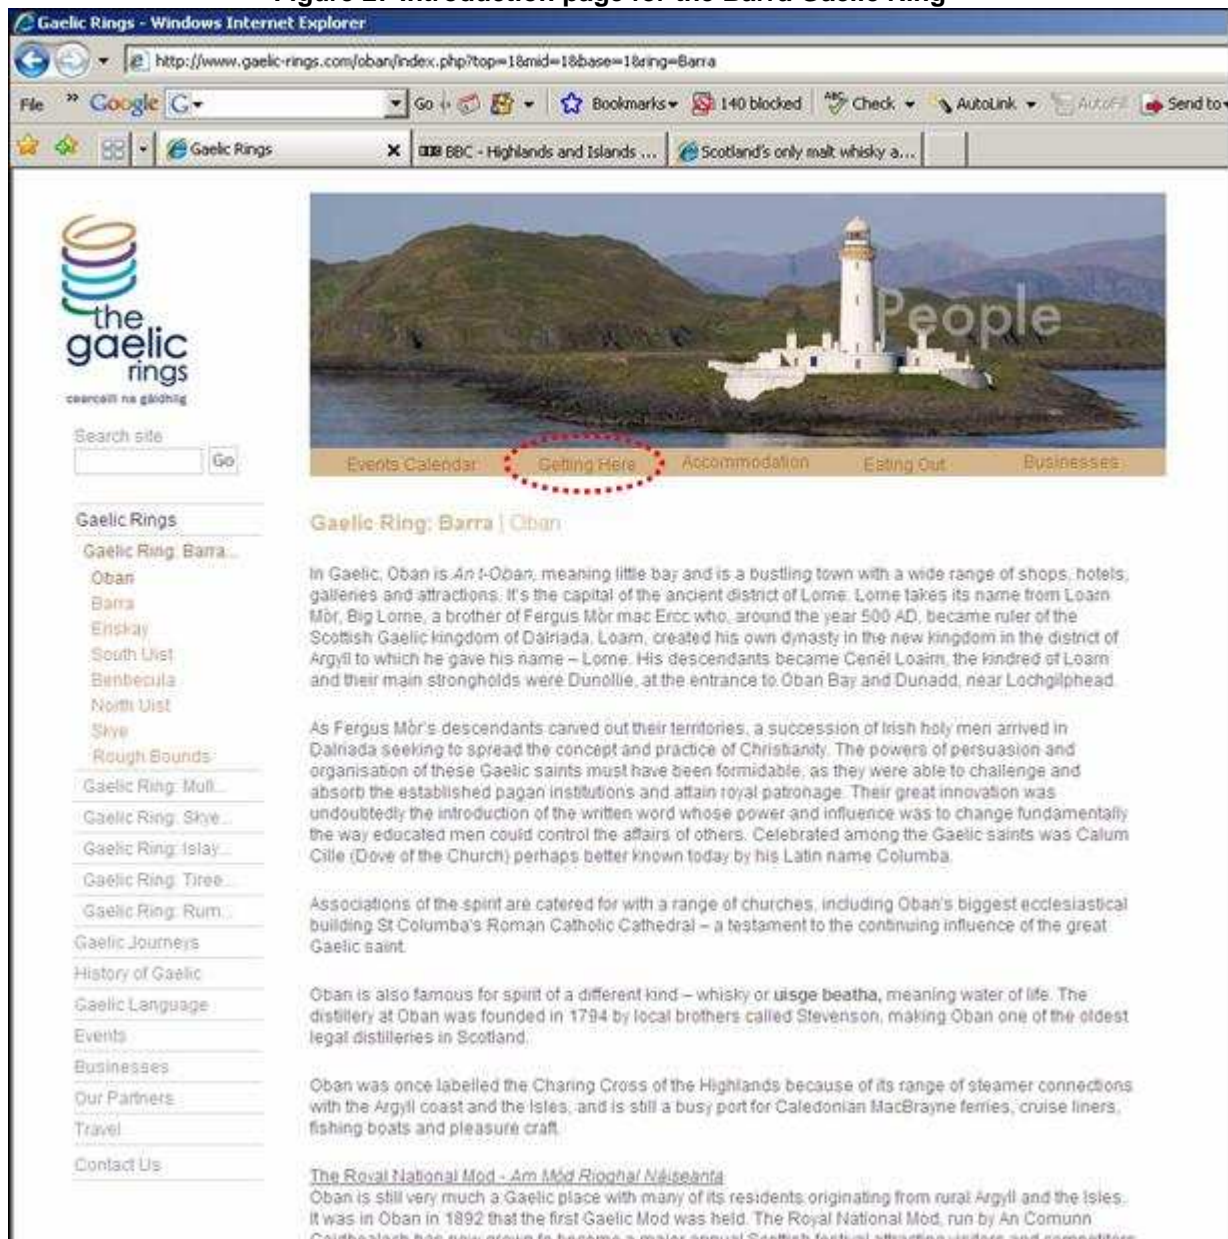 Figure 2: Introduction page for the Barra Gaelic Ring
Gaelic Rings - Windows Internet Explorer
http://www.gaelic-rings.com/oban/index.php?top=1&mid=1&base=1&ring=Barra
File » Google G Go Bookmarks 140 blocked Check AutoLink AutoFill Send to
Gaelic Rings X BBC - Highlands and Islands ... Scotland's only malt whisky a...
the
gaelic
rings
cearcaill na gàidhlig
People
Search site
Go
Events Calendar Getting Here Accommodation Eating Out Businesses
Gaelic Rings
Gaelic Ring: Barra...
Oban
Barra
Eriskay
South Uist
Benbecula
North Uist
Skye
Rough Bounds
Gaelic Ring: Mull...
Gaelic Ring: Skye...
Gaelic Ring: Islay...
Gaelic Ring: Tiree...
Gaelic Ring: Rum...
Gaelic Journeys
History of Gaelic
Gaelic Language
Events
Businesses
Our Partners
Travel
Contact Us
Gaelic Ring: Barra | Oban
In Gaelic, Oban is An t-Oban, meaning little bay and is a bustling town with a wide range of shops, hotels,
galleries and attractions. It's the capital of the ancient district of Lorne. Lorne takes its name from Loarn
Mòr, Big Lorne, a brother of Fergus Mòr mac Ercc who, around the year 500 AD, became ruler of the
Scottish Gaelic kingdom of Dalriada. Loarn, created his own dynasty in the new kingdom in the district of
Argyll to which he gave his name – Lorne. His descendants became Cenél Loairn, the kindred of Loarn
and their main strongholds were Dunollie, at the entrance to Oban Bay and Dunadd, near Lochgilphead.
As Fergus Mòr's descendants carved out their territories, a succession of Irish holy men arrived in
Dalriada seeking to spread the concept and practice of Christianity. The powers of persuasion and
organisation of these Gaelic saints must have been formidable, as they were able to challenge and
absorb the established pagan institutions and attain royal patronage. Their great innovation was
undoubtedly the introduction of the written word whose power and influence was to change fundamentally
the way educated men could control the affairs of others. Celebrated among the Gaelic saints was Calum
Cille (Dove of the Church) perhaps better known today by his Latin name Columba.
Associations of the spirit are catered for with a range of churches, including Oban's biggest ecclesiastical
building St Columba's Roman Catholic Cathedral – a testament to the continuing influence of the great
Gaelic saint.
Oban is also famous for spirit of a different kind – whisky or uisge beatha, meaning water of life. The
distillery at Oban was founded in 1794 by local brothers called Stevenson, making Oban one of the oldest
legal distilleries in Scotland.
Oban was once labelled the Charing Cross of the Highlands because of its range of steamer connections
with the Argyll coast and the Isles, and is still a busy port for Caledonian MacBrayne ferries, cruise liners,
fishing boats and pleasure craft.
The Royal National Mod - Am Mòd Rìoghal Nàiseanta
Oban is still very much a Gaelic place with many of its residents originating from rural Argyll and the Isles.
It was in Oban in 1892 that the first Gaelic Mod was held. The Royal National Mod, run by An Comunn
Gaidhealach has now grown to become a major annual Scottish festival attracting visitors and competitors